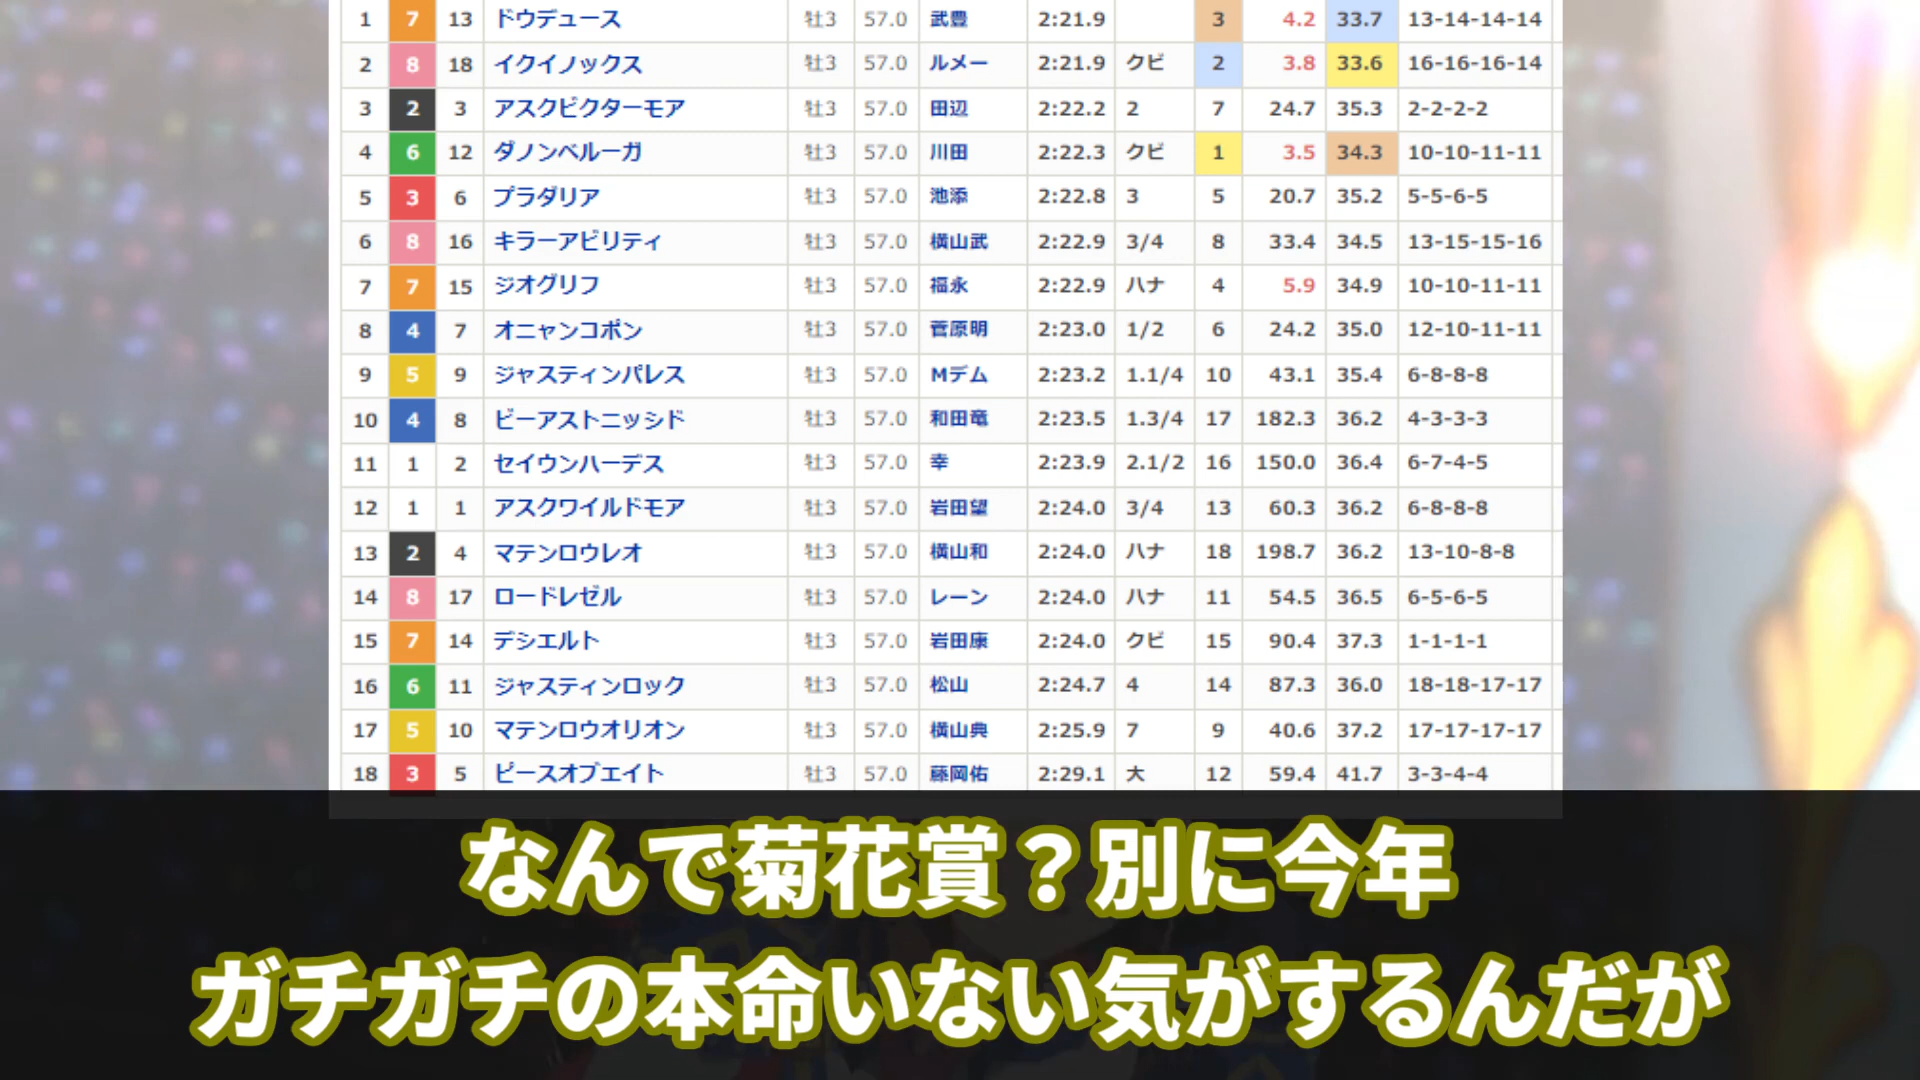 1 7 13 ドウデュース 牡3 57.0 武豊 2:21.9 3 4.2 33.7 13-14-14-14
2 8 18 イクイノックス 牡3 57.0 ルメー 2:21.9 クビ 2 3.8 33.6 16-16-16-14
3 2 3 アスクビクターモア 牡3 57.0 田辺 2:22.2 2 7 24.7 35.3 2-2-2-2
4 6 12 ダノンベルーガ 牡3 57.0 川田 2:22.3 クビ 1 3.5 34.3 10-10-11-11
5 3 6 プラダリア 牡3 57.0 池添 2:22.8 3 5 20.7 35.2 5-5-6-5
6 8 16 キラーアビリティ 牡3 57.0 横山武 2:22.9 3/4 8 33.4 34.5 13-15-15-16
7 7 15 ジオグリフ 牡3 57.0 福永 2:22.9 ハナ 4 5.9 34.9 10-10-11-11
8 4 7 オニャンコポン 牡3 57.0 菅原明 2:23.0 1/2 6 24.2 35.0 12-10-11-11
9 5 9 ジャスティンパレス 牡3 57.0 Mデム 2:23.2 1.1/4 10 43.1 35.4 6-8-8-8
10 4 8 ビーアストニッシド 牡3 57.0 和田竜 2:23.5 1.3/4 17 182.3 36.2 4-3-3-3
11 1 2 セイウンハーデス 牡3 57.0 幸 2:23.9 2.1/2 16 150.0 36.4 6-7-4-5
12 1 1 アスクワイルドモア 牡3 57.0 岩田望 2:24.0 3/4 13 60.3 36.2 6-8-8-8
13 2 4 マテンロウレオ 牡3 57.0 横山和 2:24.0 ハナ 18 198.7 36.2 13-10-8-8
14 8 17 ロードレゼル 牡3 57.0 レーン 2:24.0 ハナ 11 54.5 36.5 6-5-6-5
15 7 14 デシエルト 牡3 57.0 岩田康 2:24.0 クビ 15 90.4 37.3 1-1-1-1
16 6 11 ジャスティンロック 牡3 57.0 松山 2:24.7 4 14 87.3 36.0 18-18-17-17
17 5 10 マテンロウオリオン 牡3 57.0 横山典 2:25.9 7 9 40.6 37.2 17-17-17-17
18 3 5 ピースオブエイト 牡3 57.0 藤岡佑 2:29.1 大 12 59.4 41.7 3-3-4-4
なんで菊花賞？別に今年
ガチガチの本命いない気がするんだが